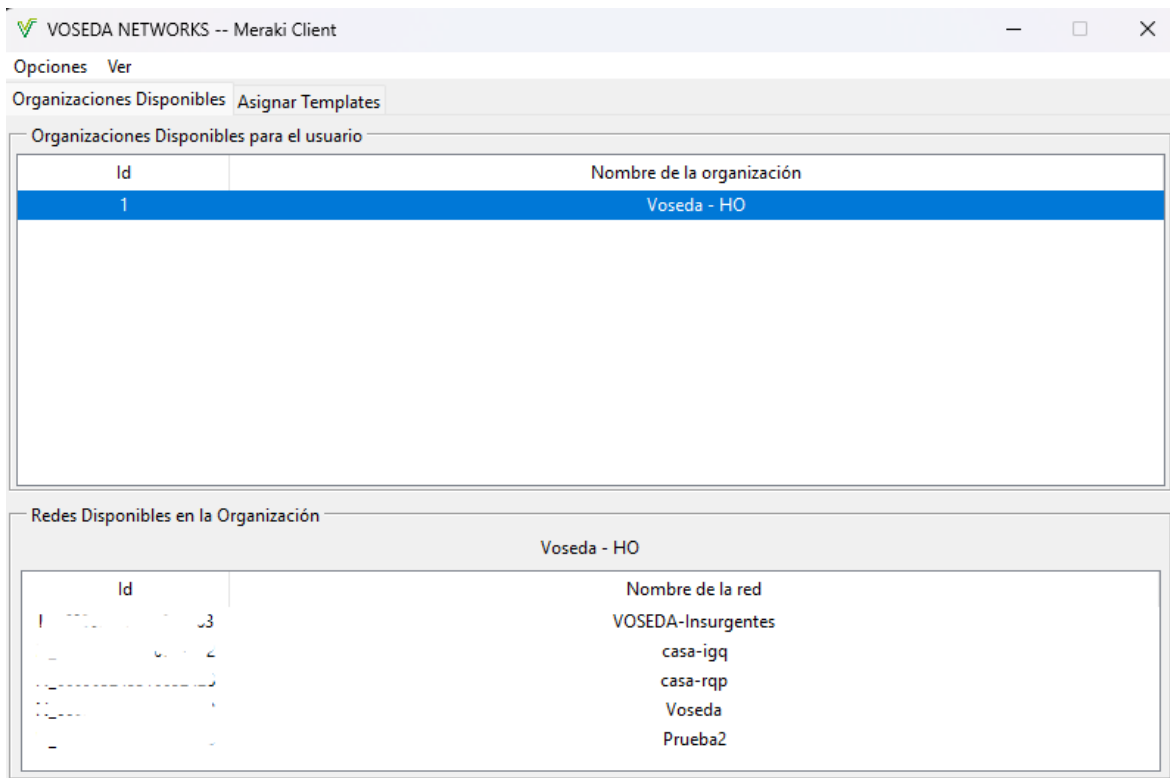 VOSEDA NETWORKS -- Meraki Client
Opciones Ver
Organizaciones Disponibles Asignar Templates
Organizaciones Disponibles para el usuario
Id Nombre de la organización
1 Voseda - HO
Redes Disponibles en la Organización
Voseda - HO
Id Nombre de la red
VOSEDA-Insurgentes
casa-igq
casa-rqp
Voseda
Prueba2